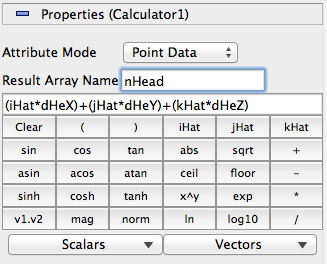 Properties (Calculator1)
Attribute Mode Point Data
Result Array Name nHead
(iHat*dHeX)+(jHat*dHeY)+(kHat*dHeZ)
Clear ( ) iHat jHat kHat
sin cos tan abs sqrt +
asin acos atan ceil floor -
sinh cosh tanh x^y exp *
v1.v2 mag norm ln log10 /
Scalars Vectors